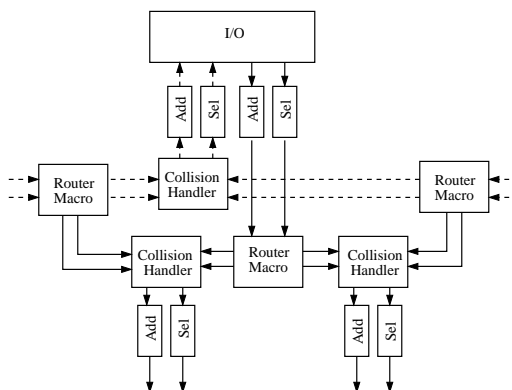 I/O
Add
Sel
Add
Sel
Router
Macro
Collision
Handler
Router
Macro
Collision
Handler
Router
Macro
Collision
Handler
Add
Sel
Add
Sel